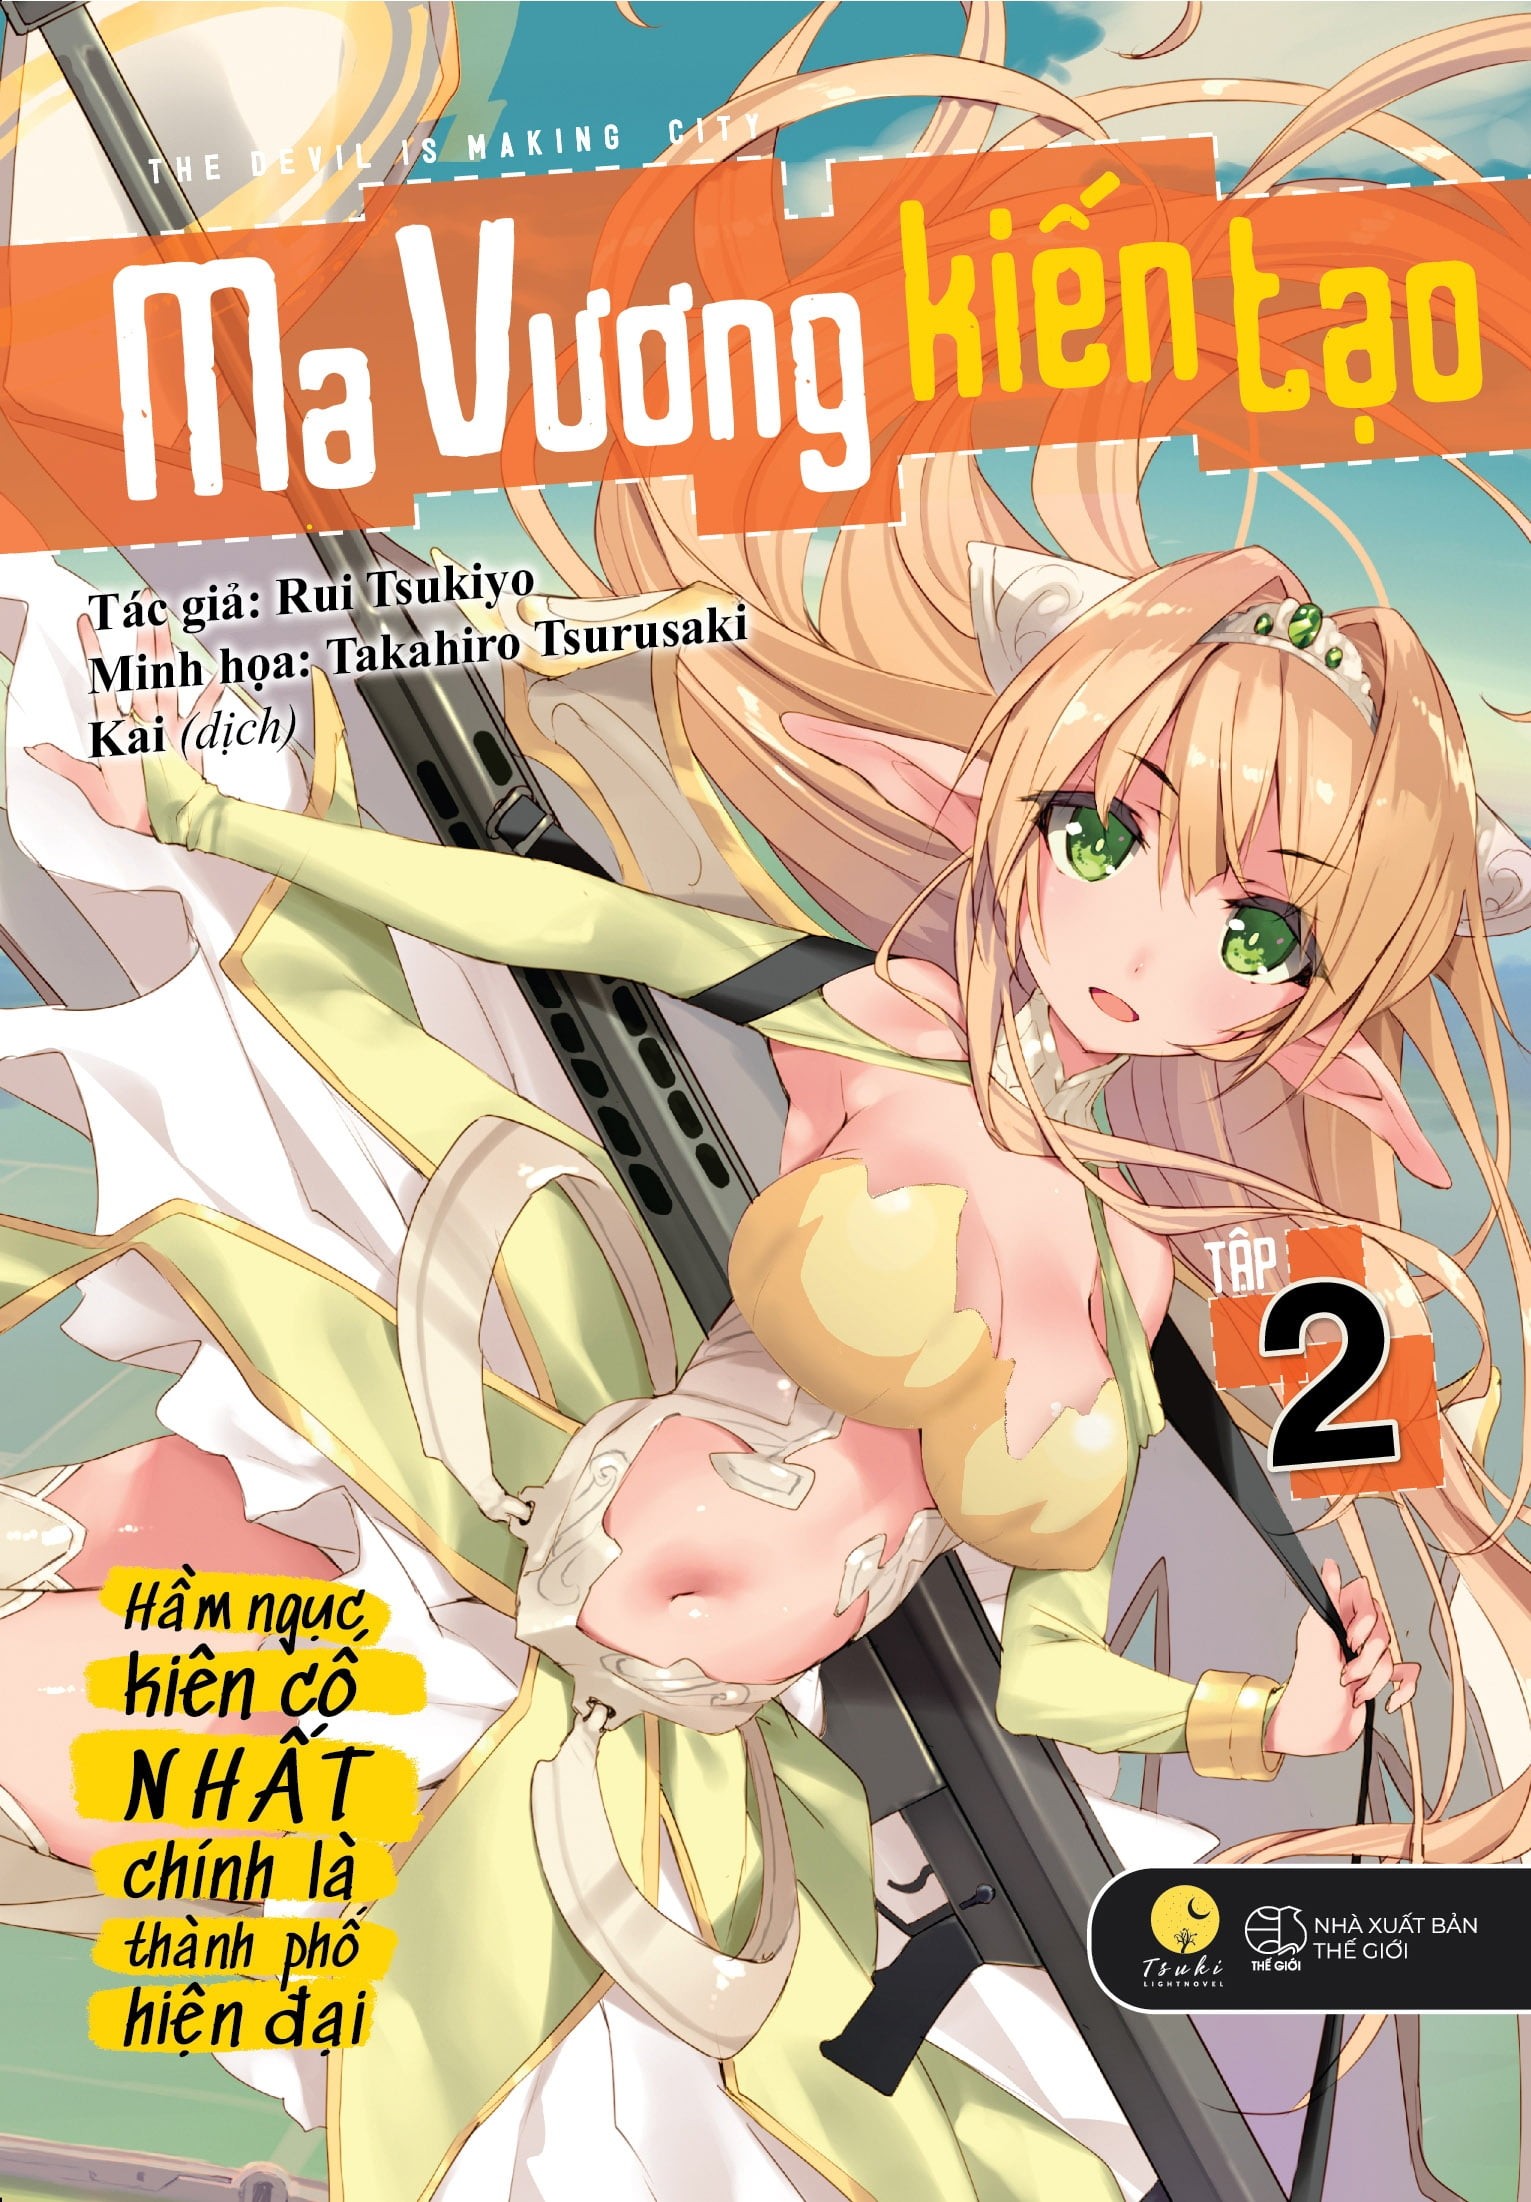 THE DEVIL IS MAKING CITY
Ma Vương kiến tạo
Tác giả: Rui Tsukiyo
Minh họa: Takahiro Tsurusaki
Kai (dịch)
TẬP
2
Hầm ngục
kiên cố
NHẤT
chính là
thành phố
hiện đại
Tsuki
LIGHTNOVEL
THẾ GIỚI
NHÀ XUẤT BẢN
THẾ GIỚI